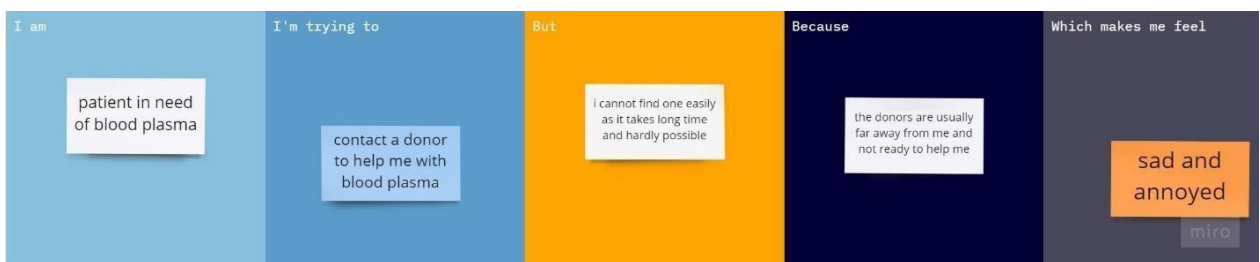 I am
patient in need
of blood plasma
I'm trying to
contact a donor
to help me with
blood plasma
But
i cannot find one easily
as it takes long time
and hardly possible
Because
the donors are usually
far away from me and
not ready to help me
Which makes me feel
sad and
annoyed
miro